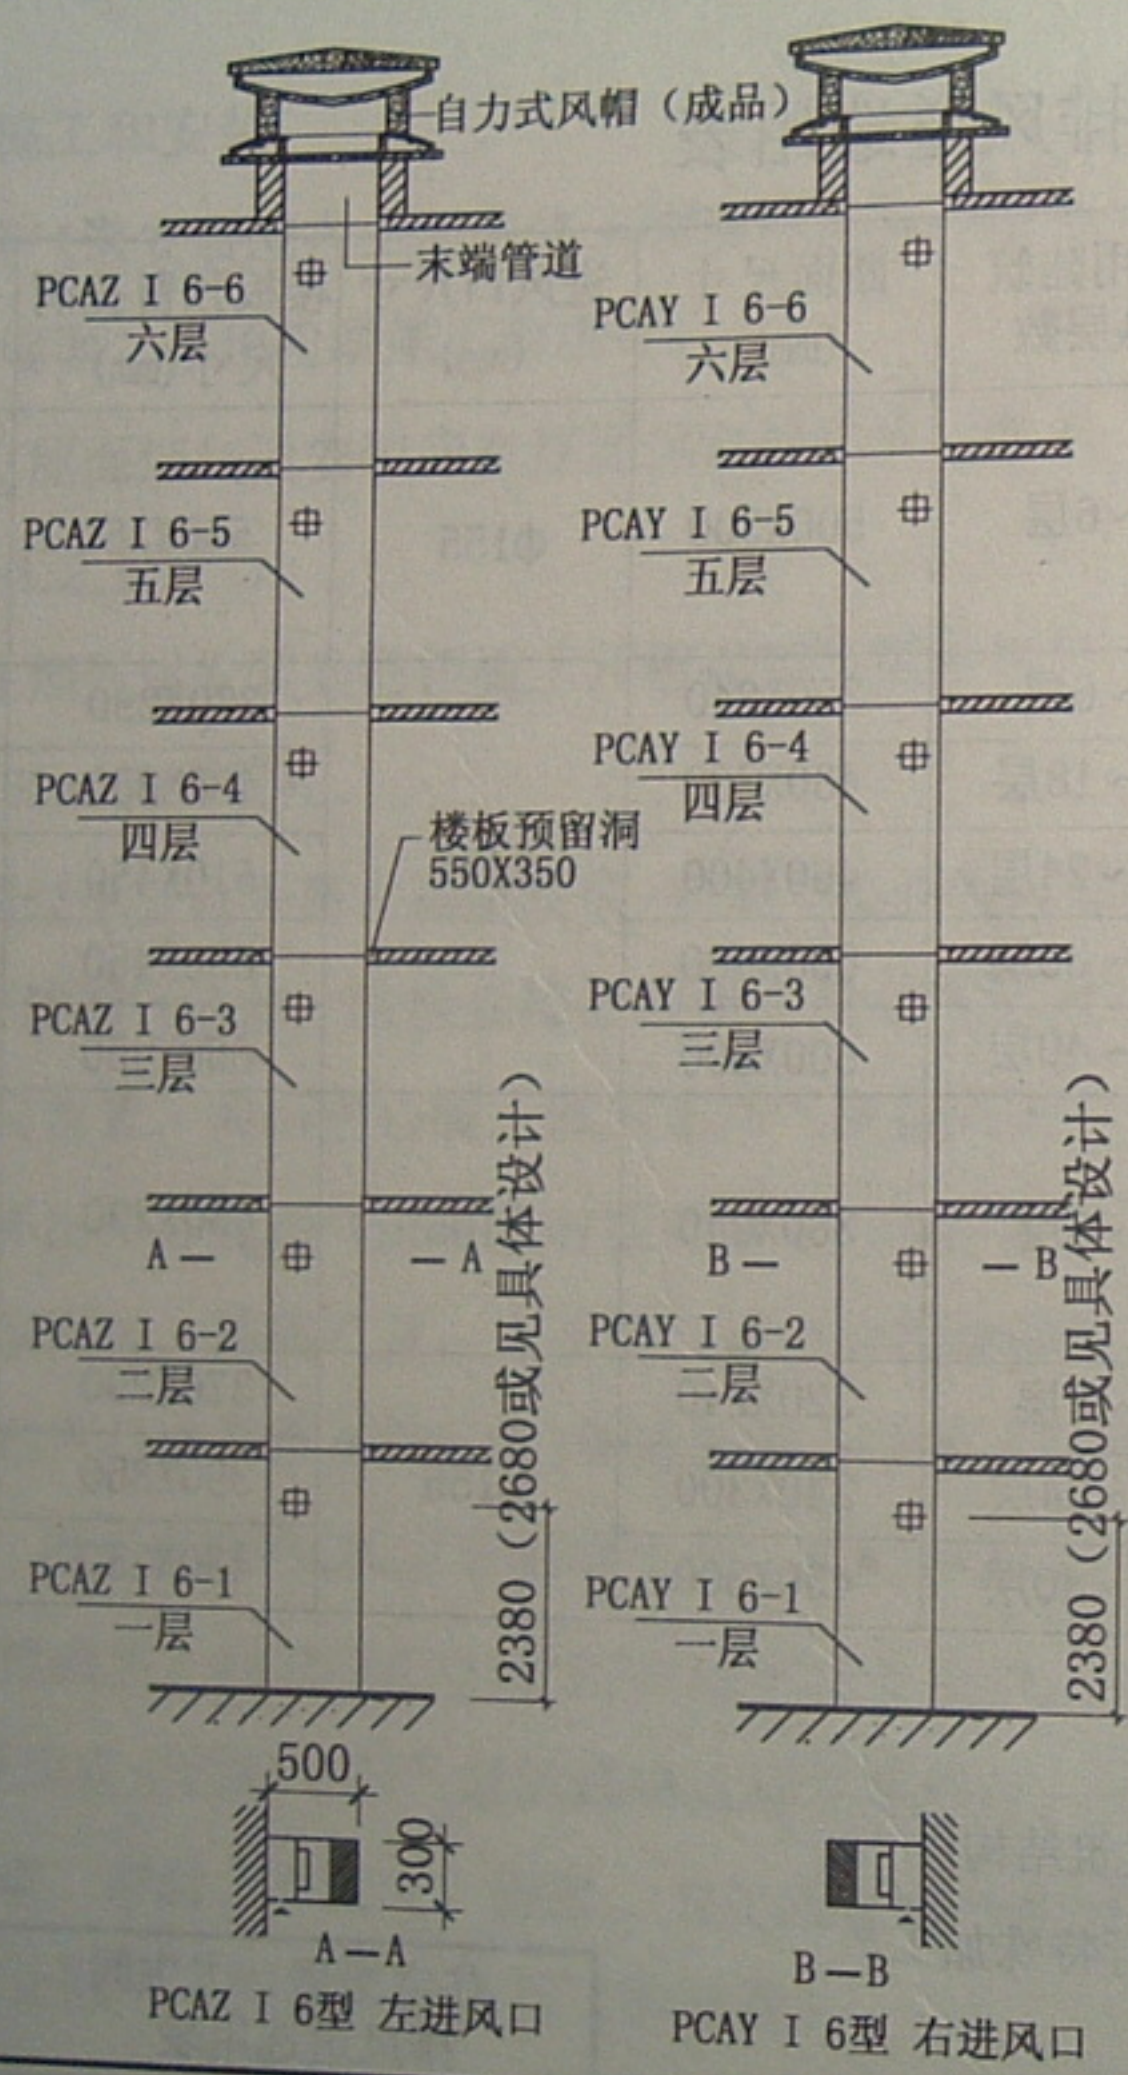 自力式风帽（成品）
末端管道
PCAZ I 6-6
六层
PCAY I 6-6
六层
PCAZ I 6-5
五层
PCAY I 6-5
五层
PCAZ I 6-4
四层
PCAY I 6-4
四层
楼板预留洞
550X350
PCAZ I 6-3
三层
PCAY I 6-3
三层
A
A
B
B
PCAZ I 6-2
二层
PCAY I 6-2
二层
PCAZ I 6-1
一层
PCAY I 6-1
一层
2380（2680或见具体设计）
2380（2680或见具体设计）
500
300
A—A
PCAZ I 6型 左进风口
B—B
PCAY I 6型 右进风口